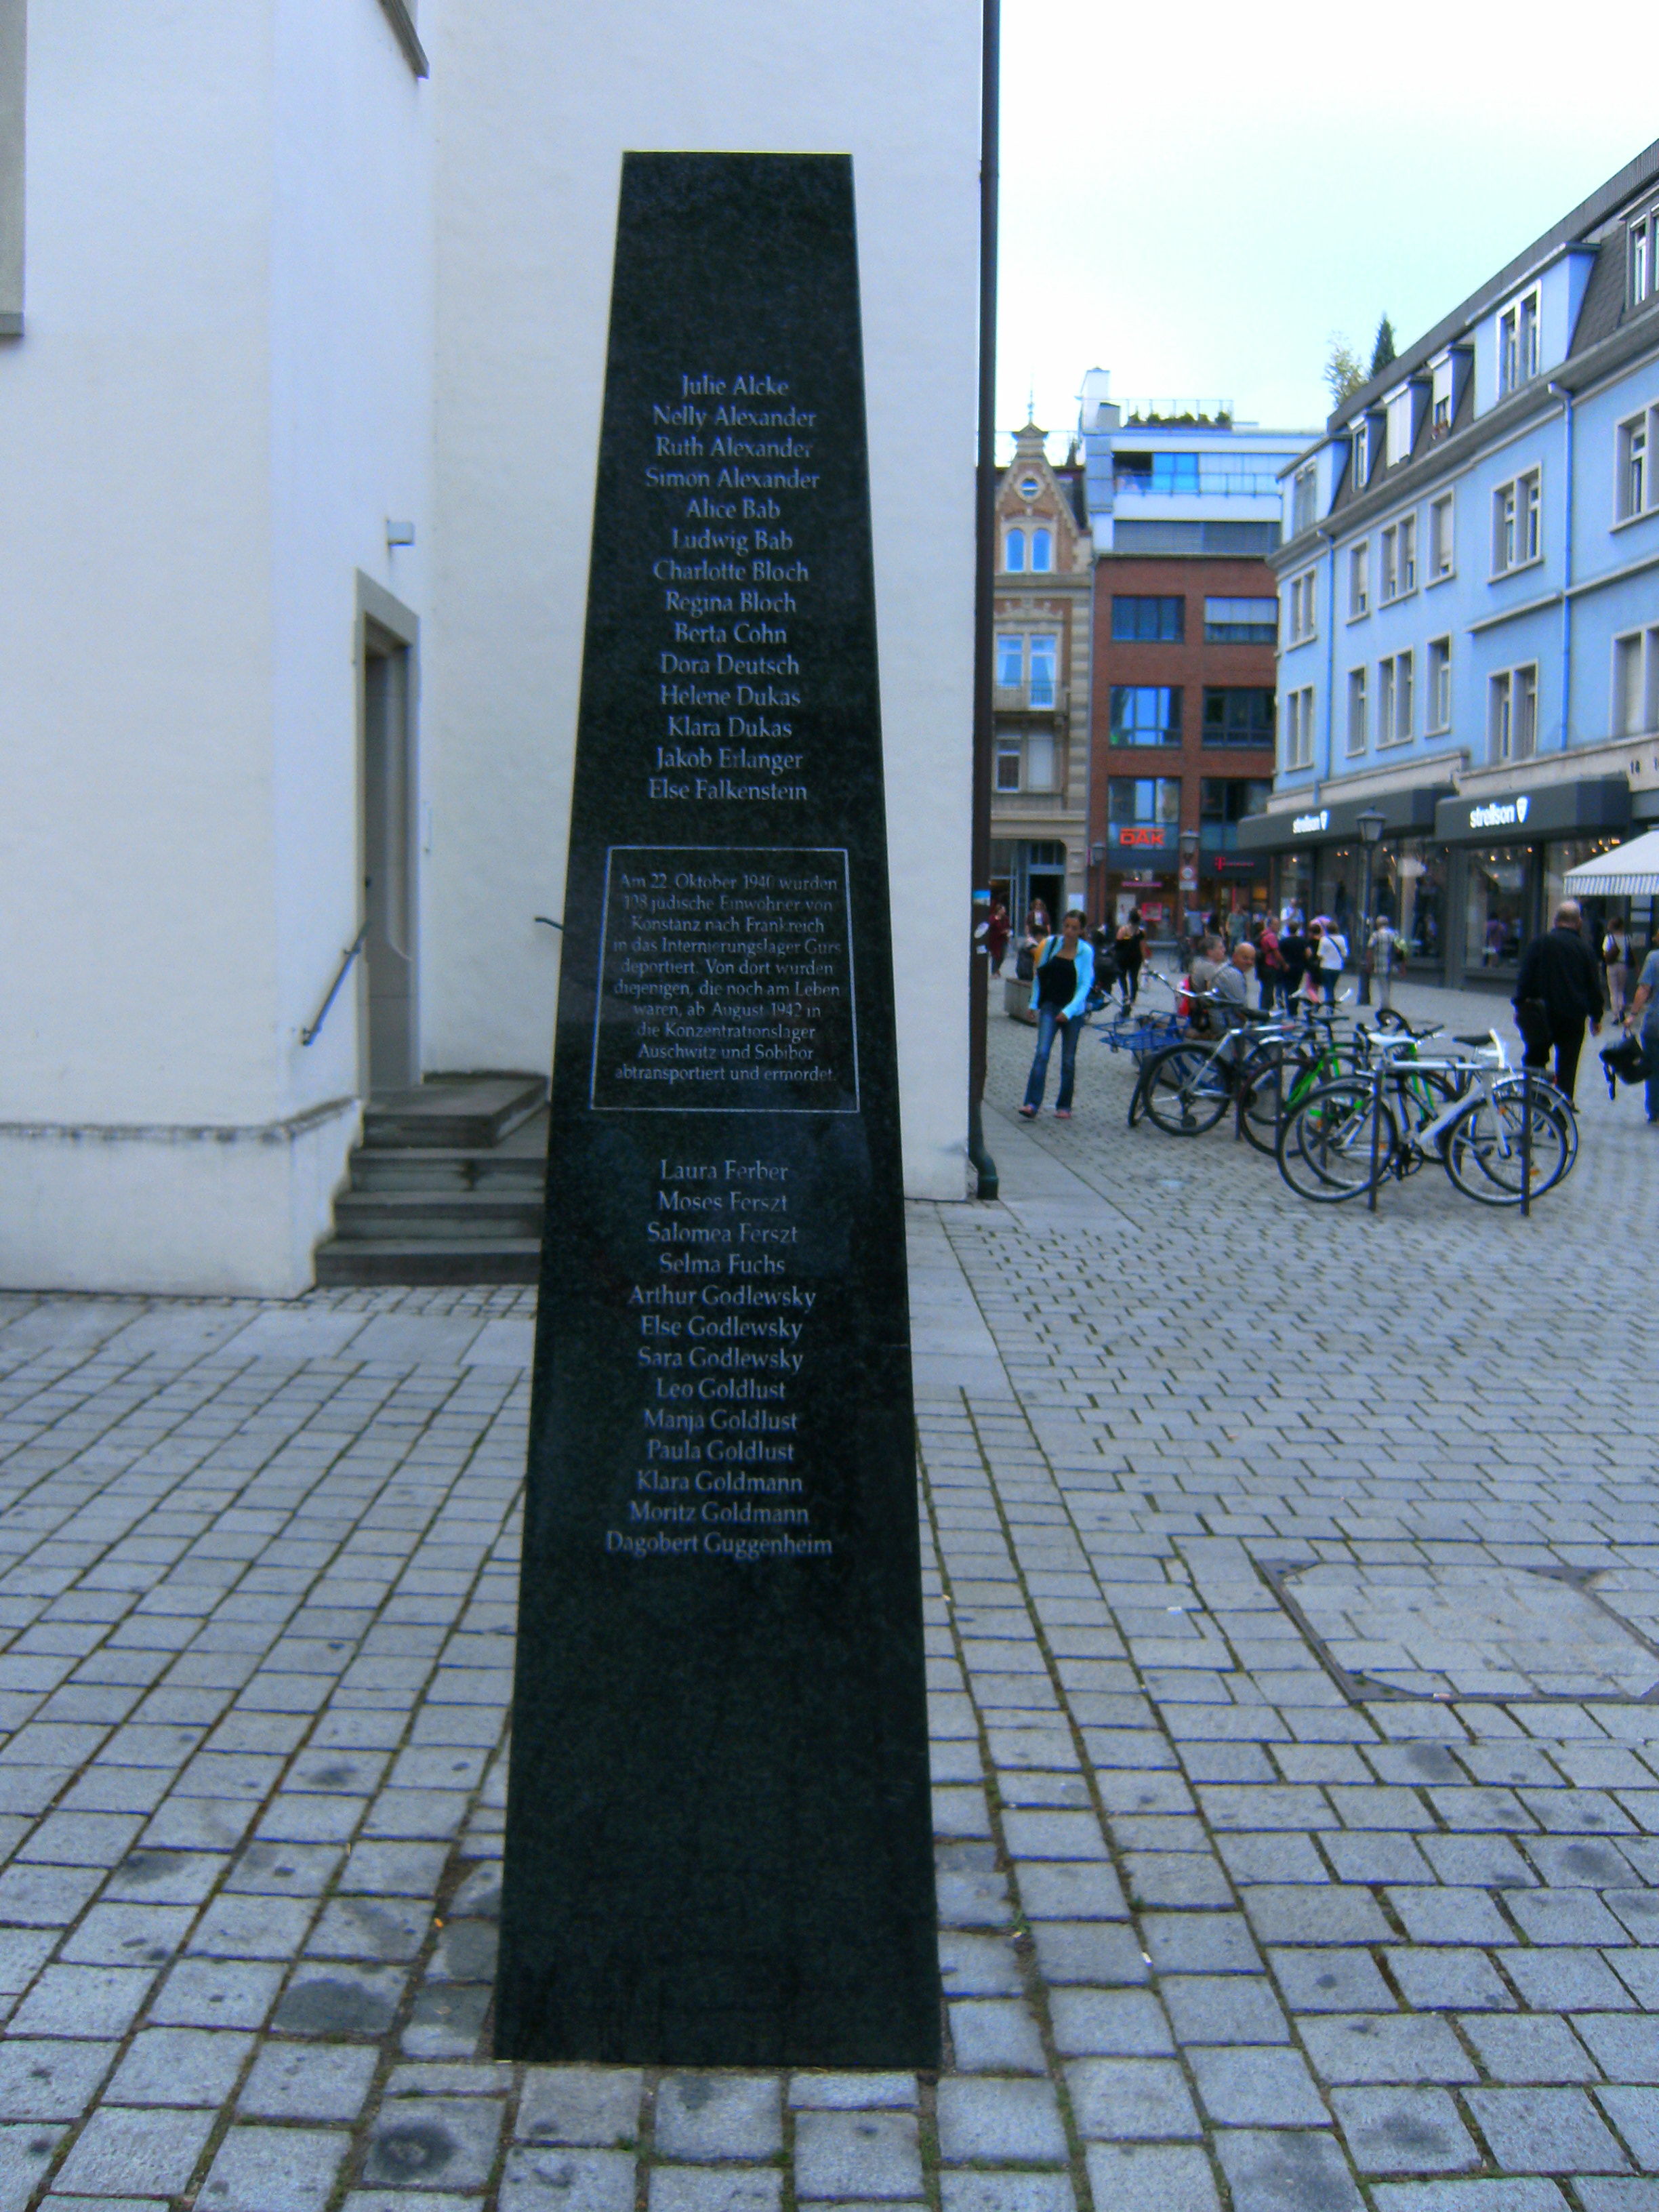 Julie Alcke
Nelly Alexander
Ruth Alexander
Simon Alexander
Alice Bab
Ludwig Bab
Charlotte Bloch
Regina Bloch
Berta Cohn
Dora Deutsch
Helene Dukas
Klara Dukas
Jakob Erlanger
Else Falkenstein
Am 22. Oktober 1940 wurden
108 jüdische Einwohner von
Konstanz nach Frankreich
in das Internierungslager Gurs
deportiert. Von dort wurden
diejenigen, die noch am Leben
waren, ab August 1942 in
die Konzentrationslager
Auschwitz und Sobibor
abtransportiert und ermordet.
Laura Ferber
Moses Ferszt
Salomea Ferszt
Selma Fuchs
Arthur Godlewsky
Else Godlewsky
Sara Godlewsky
Leo Goldlust
Manja Goldlust
Paula Goldlust
Klara Goldmann
Moritz Goldmann
Dagobert Guggenheim
DAK
strellson
strellson